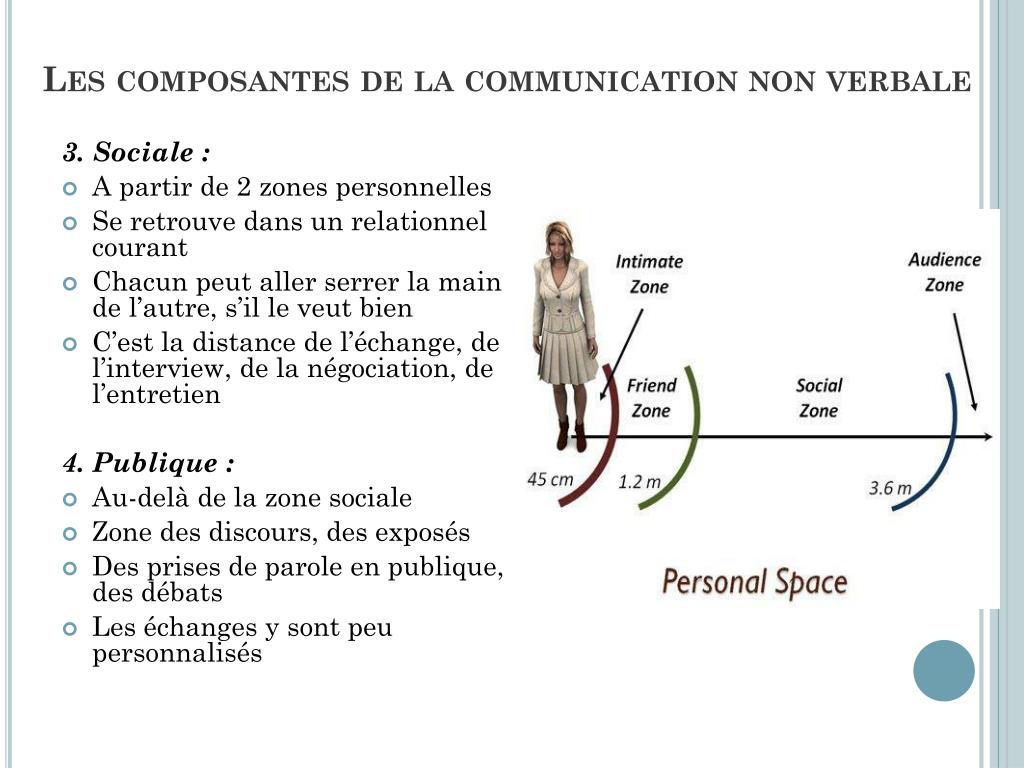 LES COMPOSANTES DE LA COMMUNICATION NON VERBALE
3. Sociale :
A partir de 2 zones personnelles
Se retrouve dans un relationnel
courant
Chacun peut aller serrer la main
de l’autre, s’il le veut bien
C’est la distance de l’échange, de
l’interview, de la négociation, de
l’entretien
4. Publique :
Au-delà de la zone sociale
Zone des discours, des exposés
Des prises de parole en publique,
des débats
Les échanges y sont peu
personnalisés
Intimate
Zone
Audience
Zone
Friend
Zone
Social
Zone
45 cm
1.2 m
3.6 m
Personal Space